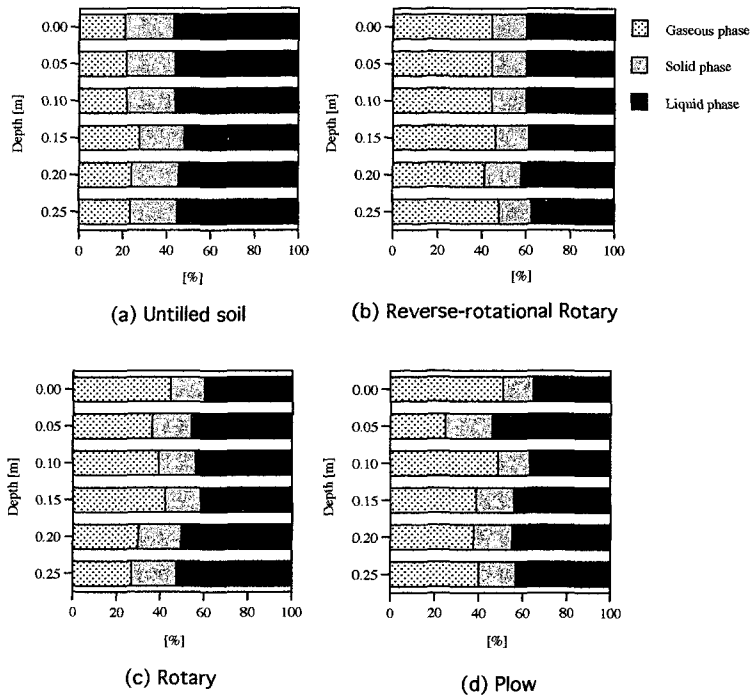 Depth [m]
0.00
0.05
0.10
0.15
0.20
0.25
0 20 40 60 80 100
[%]
(a) Untilled soil
Depth [m]
0.00
0.05
0.10
0.15
0.20
0.25
0 20 40 60 80 100
[%]
(b) Reverse-rotational Rotary
Gaseous phase
Solid phase
Liquid phase
Depth [m]
0.00
0.05
0.10
0.15
0.20
0.25
0 20 40 60 80 100
[%]
(c) Rotary
Depth [m]
0.00
0.05
0.10
0.15
0.20
0.25
0 20 40 60 80 100
[%]
(d) Plow